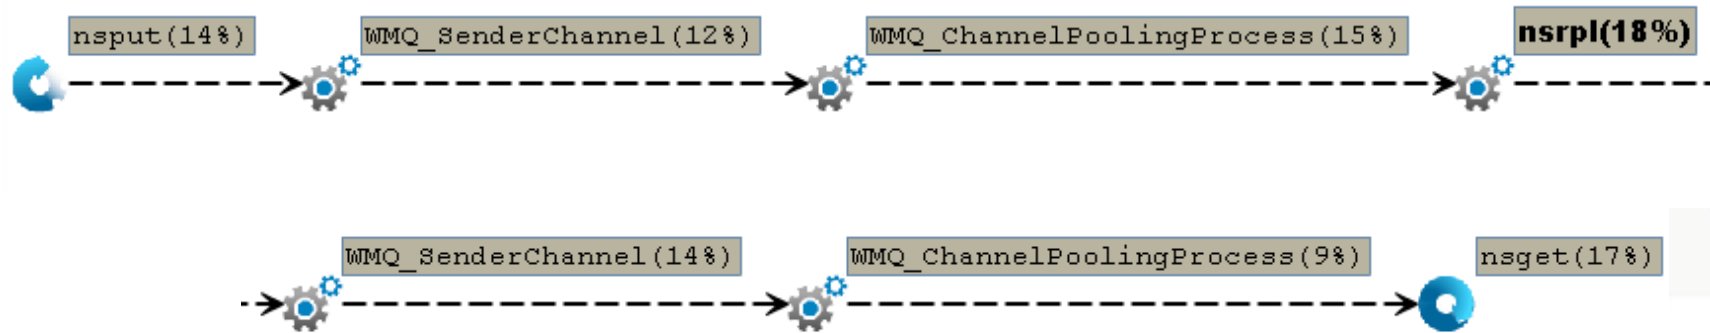 nsput(14%)
WMQ_SenderChannel(12%)
WMQ_ChannelPoolingProcess(15%)
nsrpl(18%)
WMQ_SenderChannel(14%)
WMQ_ChannelPoolingProcess(9%)
nsget(17%)